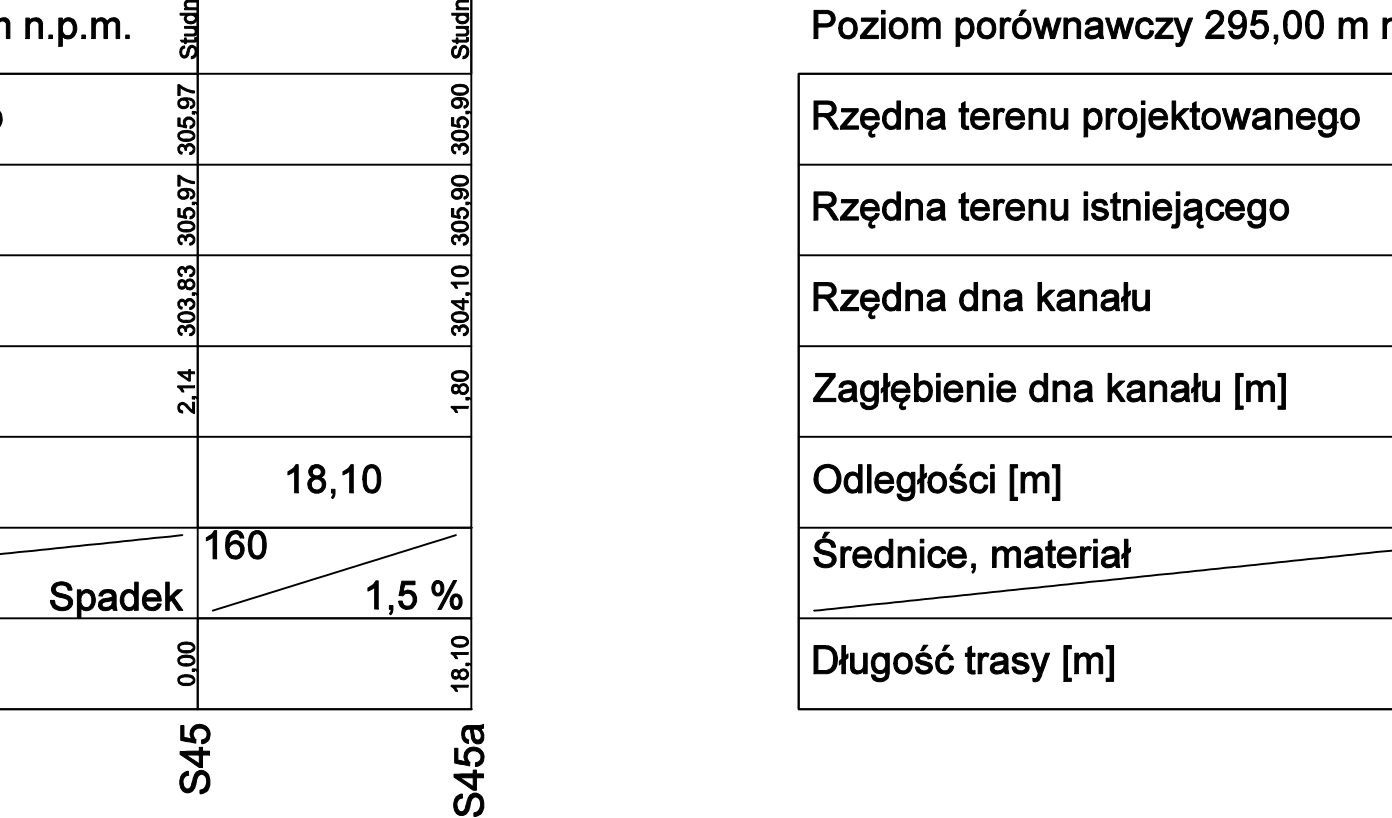 n.p.m.
305,97
305,90
305,97
305,90
303,83
304,10
2,14
1,80
18,10
160
Spadek
1,5 %
0,00
18,10
S45
S45a
Poziom porównawczy 295,00 m
Rzędna terenu projektowanego
Rzędna terenu istniejącego
Rzędna dna kanału
Zagłębienie dna kanału [m]
Odległości [m]
Średnice, materiał
Długość trasy [m]